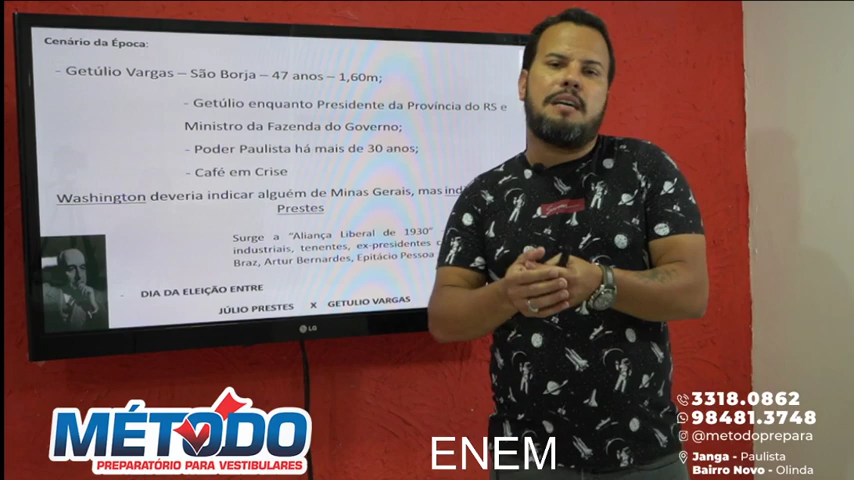 Cenário da Época:
- Getúlio Vargas – São Borja – 47 anos – 1,60m;
- Getúlio enquanto Presidente da Província do RS e
Ministro da Fazenda do Governo;
- Poder Paulista há mais de 30 anos;
- Café em Crise
Washington deveria indicar alguém de Minas Gerais, mas
Prestes
Surge a "Aliança Liberal de 1930"
industriais, tenentes, ex-presidentes
Braz, Artur Bernardes, Epitácio Pessoa
- DIA DA ELEIÇÃO ENTRE
JÚLIO PRESTES X GETULIO VARGAS
LG
MÉTODO
PREPARATÓRIO PARA VESTIBULARES
ENEM
3318.0862
98481.3748
@metodoprepara
Janga - Paulista
Bairro Novo - Olinda